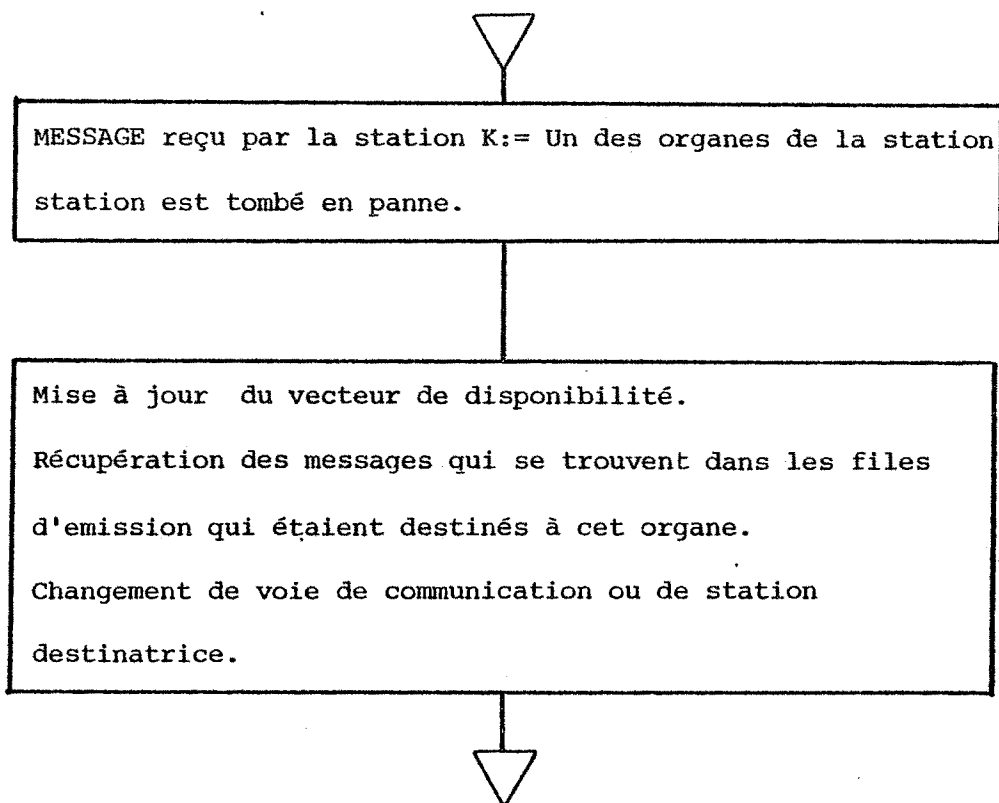 MESSAGE reçu par la station K:= Un des organes de la station
station est tombé en panne.
Mise à jour du vecteur de disponibilité.
Récupération des messages qui se trouvent dans les files
d'emission qui étaient destinés à cet organe.
Changement de voie de communication ou de station
destinatrice.